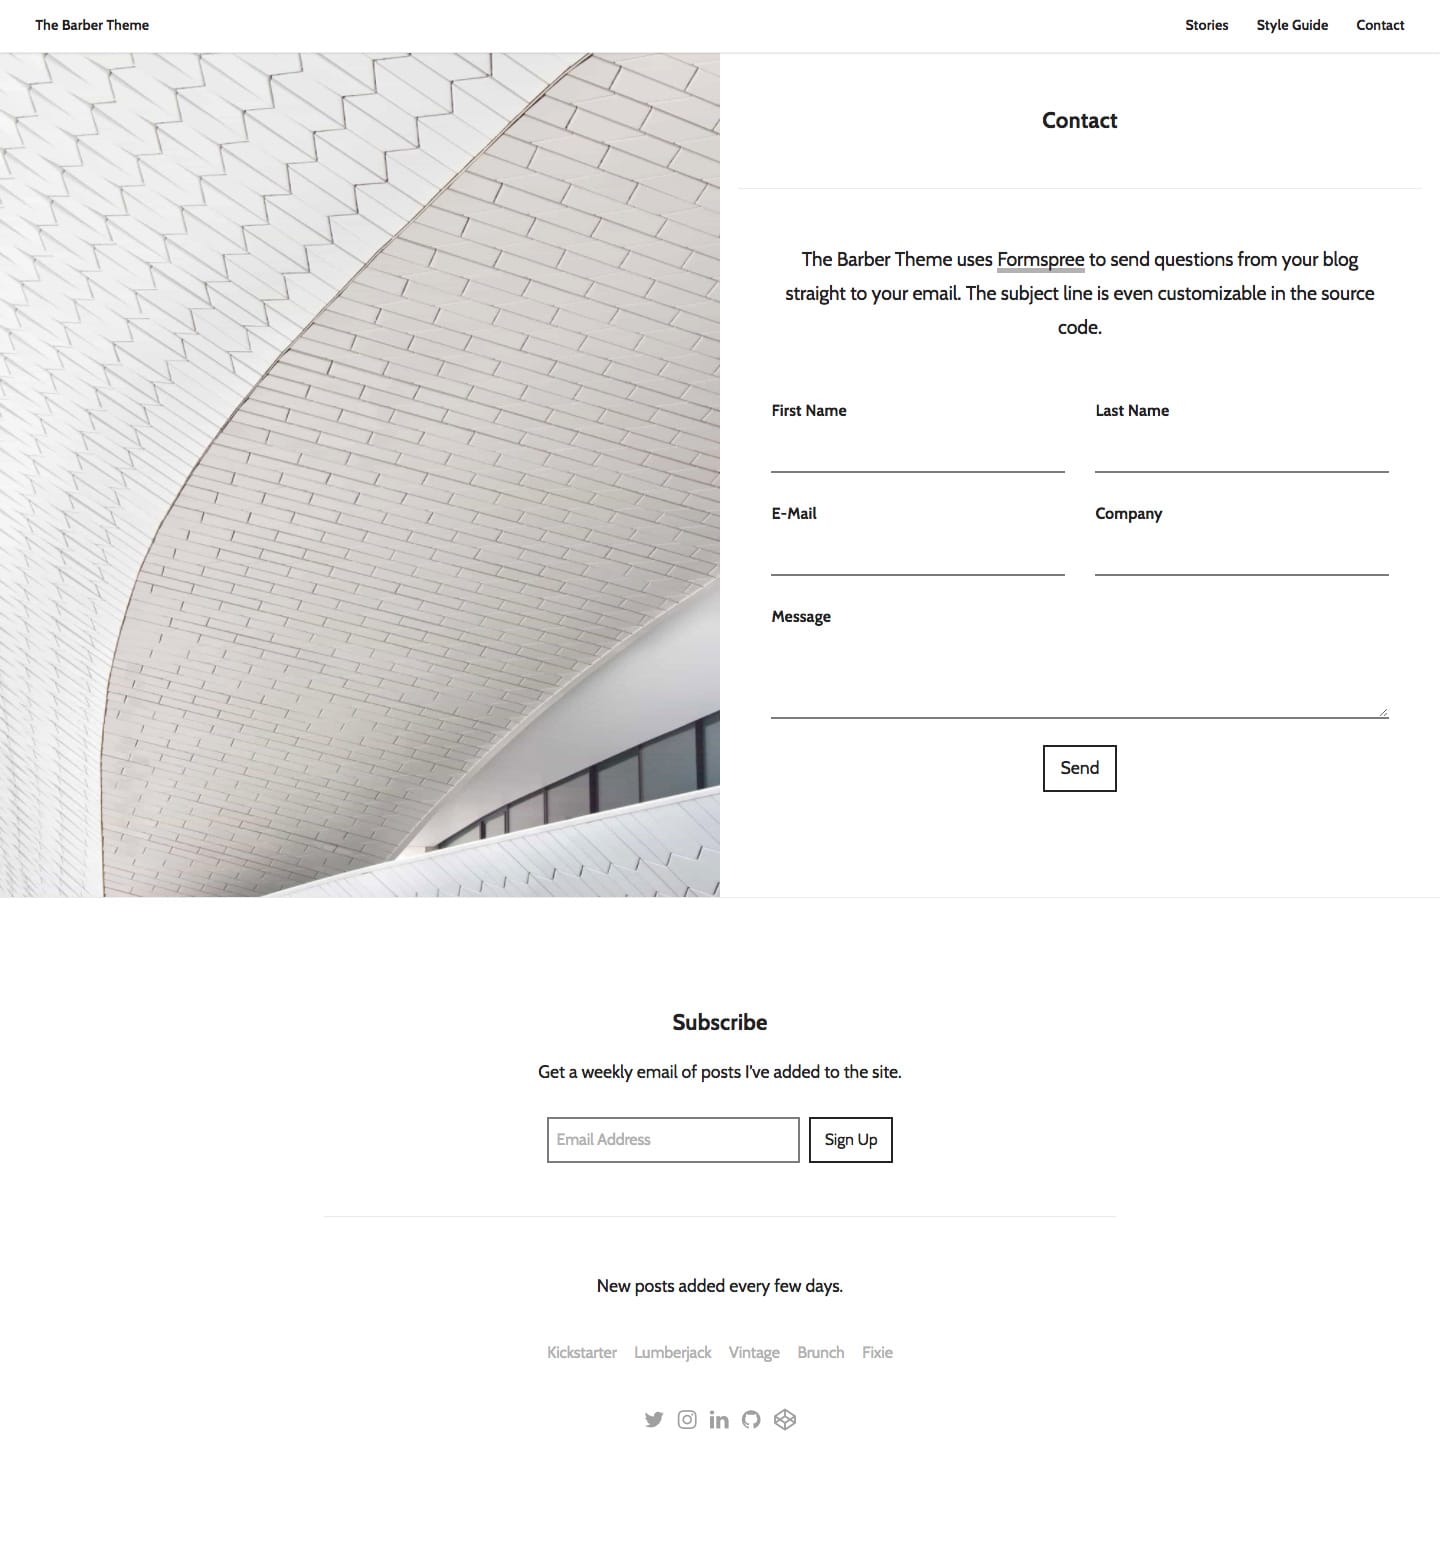 The Barber Theme
Stories Style Guide Contact
Contact
The Barber Theme uses Formspree to send questions from your blog
straight to your email. The subject line is even customizable in the source
code.
First Name
Last Name
E-Mail
Company
Message
Send
Subscribe
Get a weekly email of posts I've added to the site.
Email Address
Sign Up
New posts added every few days.
Kickstarter Lumberjack Vintage Brunch Fixie